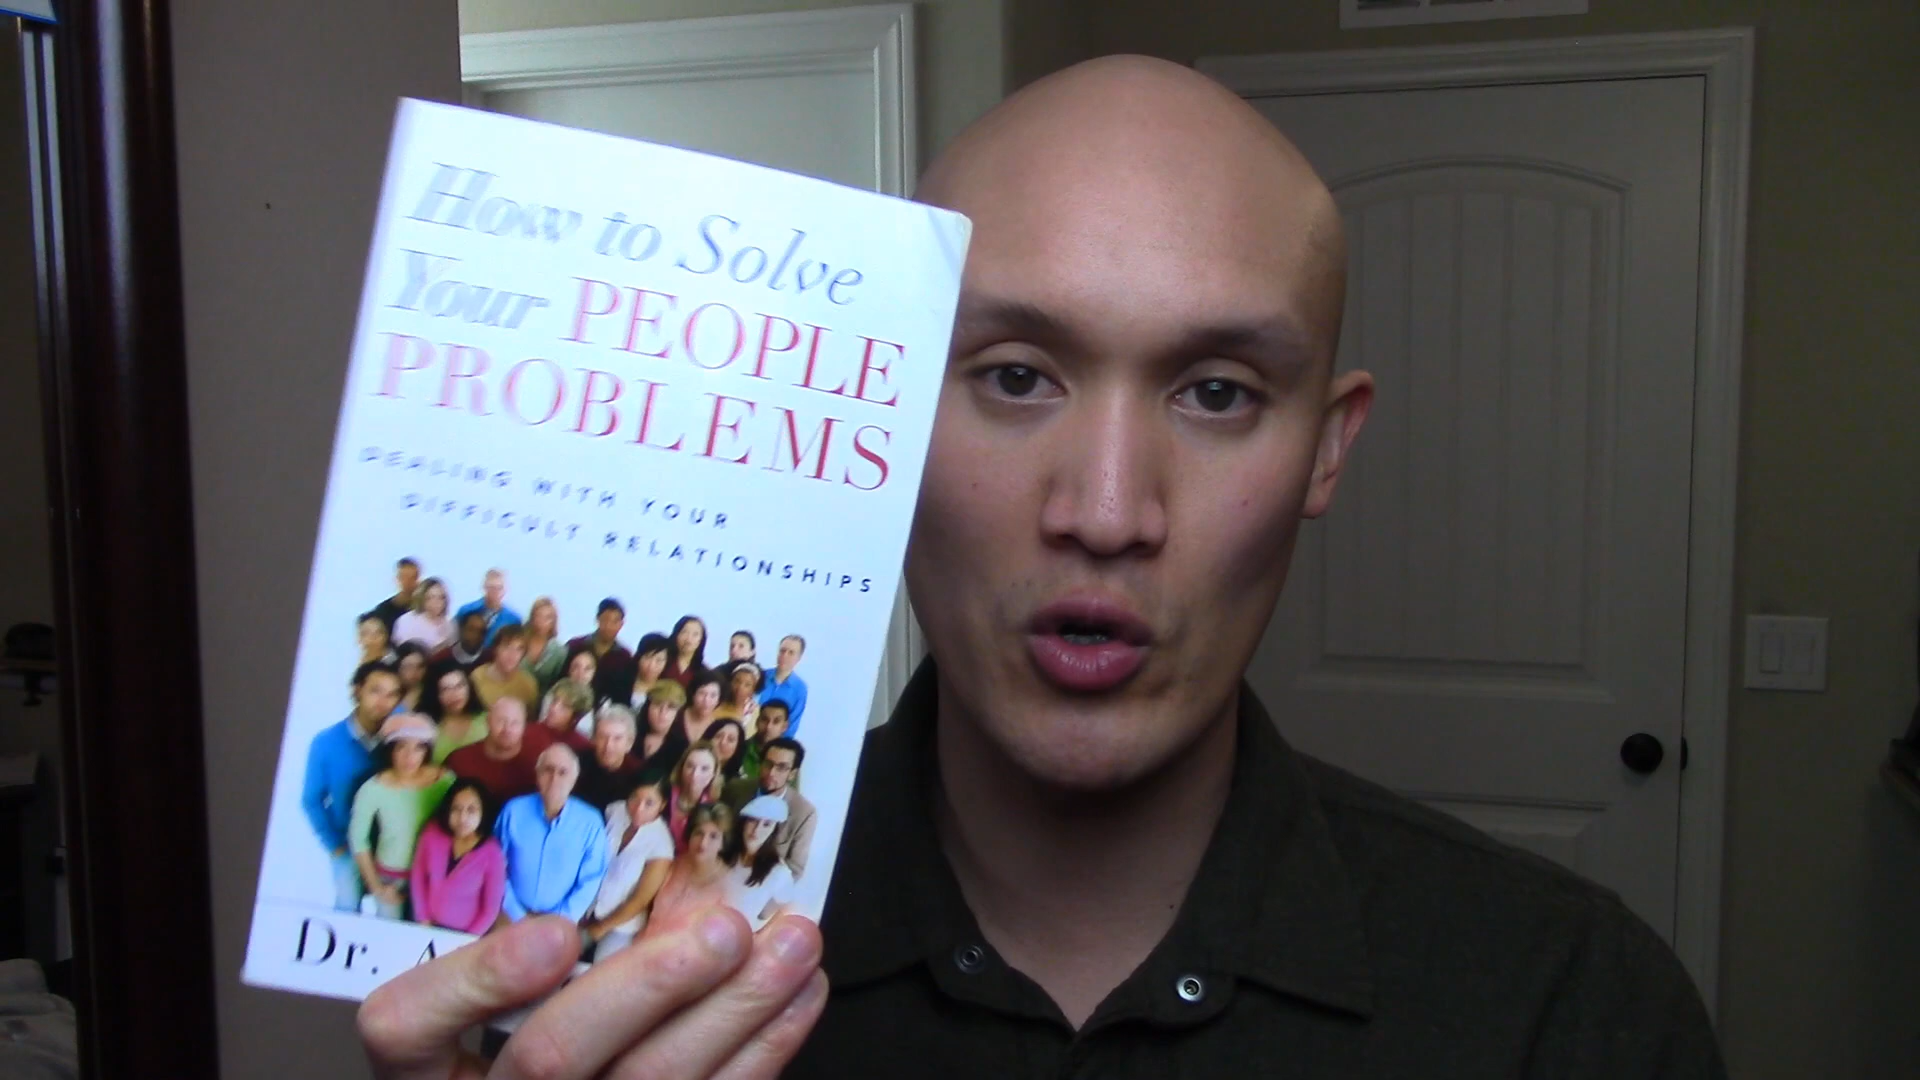 How to Solve
Your PEOPLE
PROBLEMS
DEALING WITH YOUR
DIFFICULT RELATIONSHIPS
Dr. A